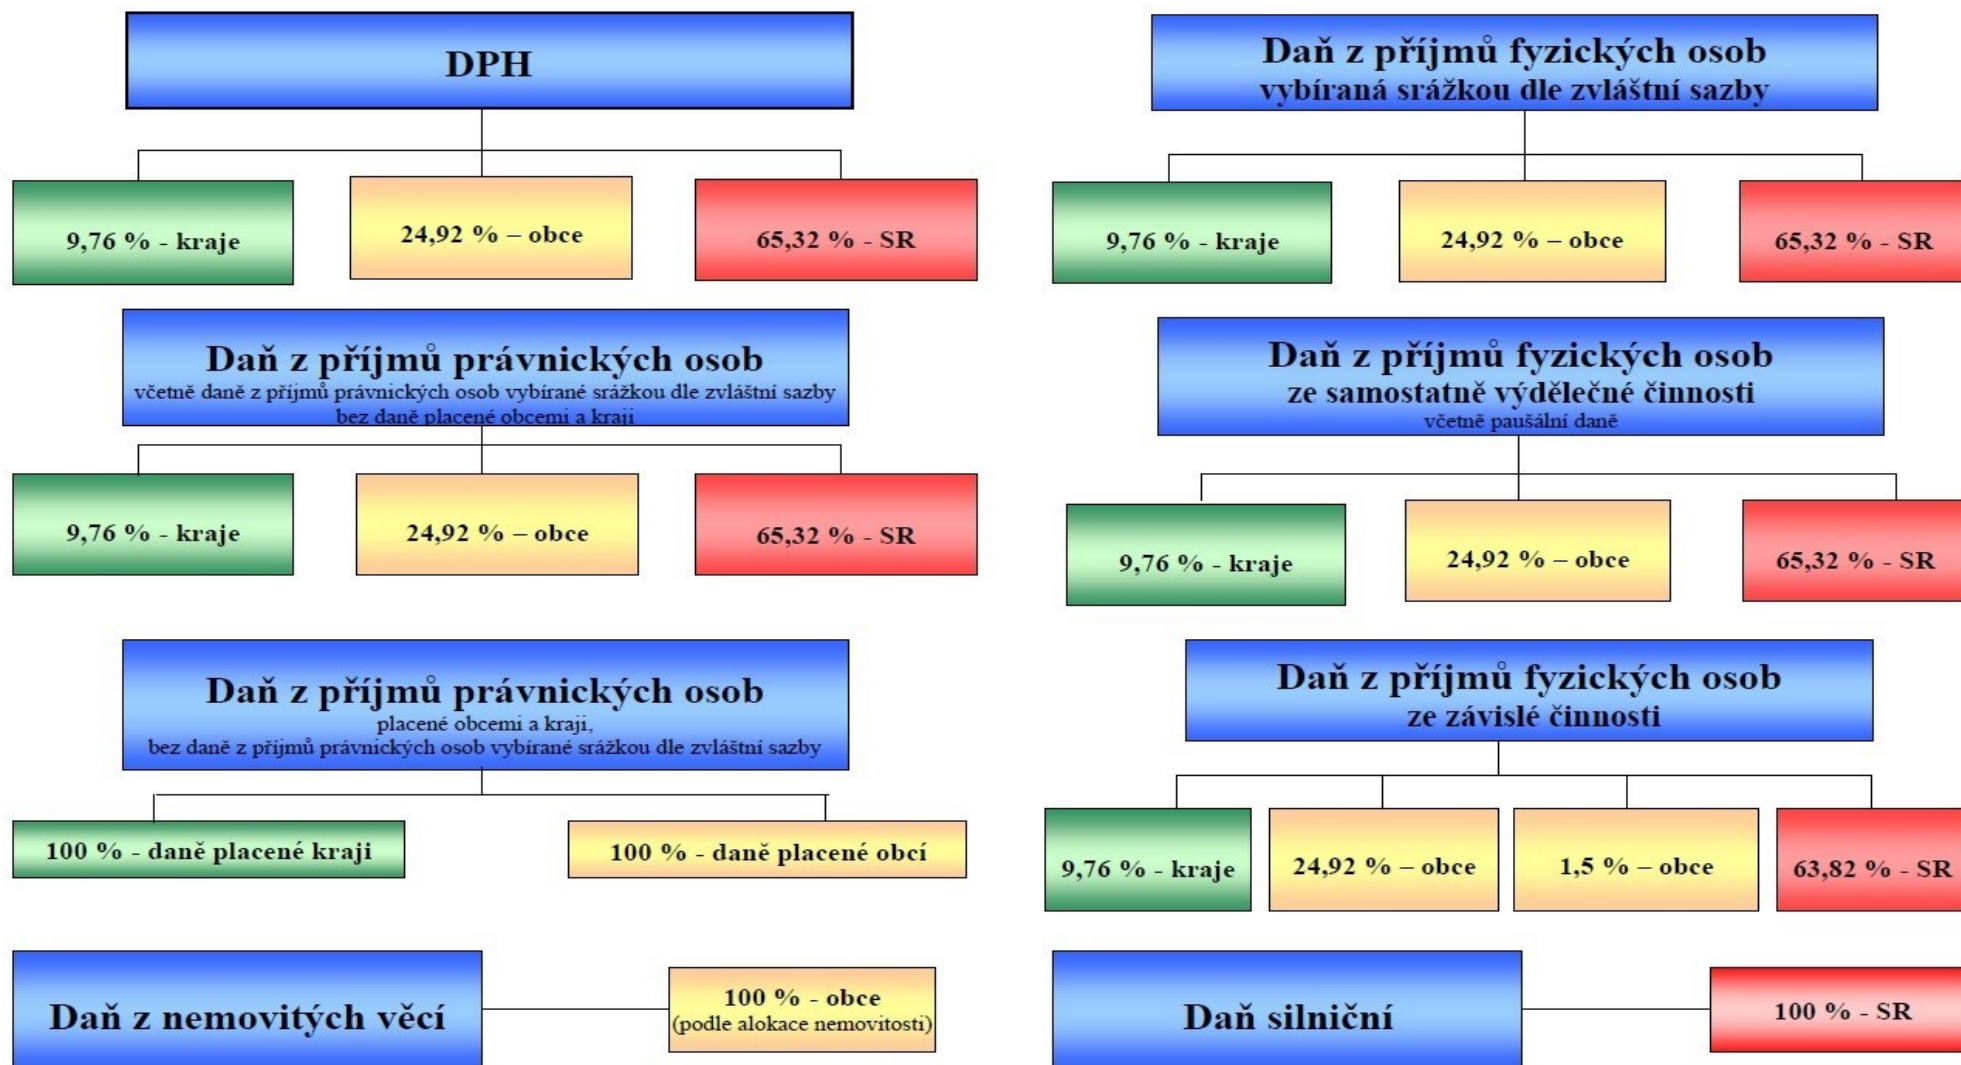 DPH
9,76 % - kraje
24,92 % – obce
65,32 % - SR
Daň z příjmů fyzických osob
vybíraná srážkou dle zvláštní sazby
9,76 % - kraje
24,92 % – obce
65,32 % - SR
Daň z příjmů právnických osob
včetně daně z příjmů právnických osob vybírané srážkou dle zvláštní sazby
bez daně placené obcemi a kraji
9,76 % - kraje
24,92 % – obce
65,32 % - SR
Daň z příjmů fyzických osob
ze samostatně výdělečné činnosti
včetně paušální daně
9,76 % - kraje
24,92 % – obce
65,32 % - SR
Daň z příjmů právnických osob
placené obcemi a kraji,
bez daně z příjmů právnických osob vybírané srážkou dle zvláštní sazby
100 % - daně placené kraji
100 % - daně placené obcí
Daň z příjmů fyzických osob
ze závislé činnosti
9,76 % - kraje
24,92 % – obce
1,5 % – obce
63,82 % - SR
Daň z nemovitých věcí
100 % - obce
(podle alokace nemovitosti)
Daň silniční
100 % - SR